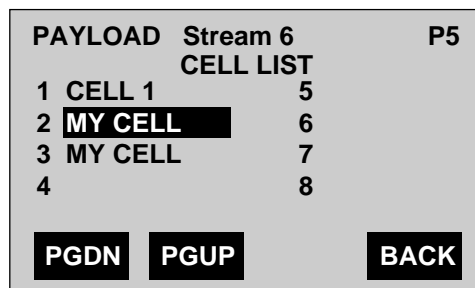 PAYLOAD Stream 6 P5
CELL LIST
1 CELL 1 5
2 MY CELL 6
3 MY CELL 7
4 8
PGDN PGUP BACK